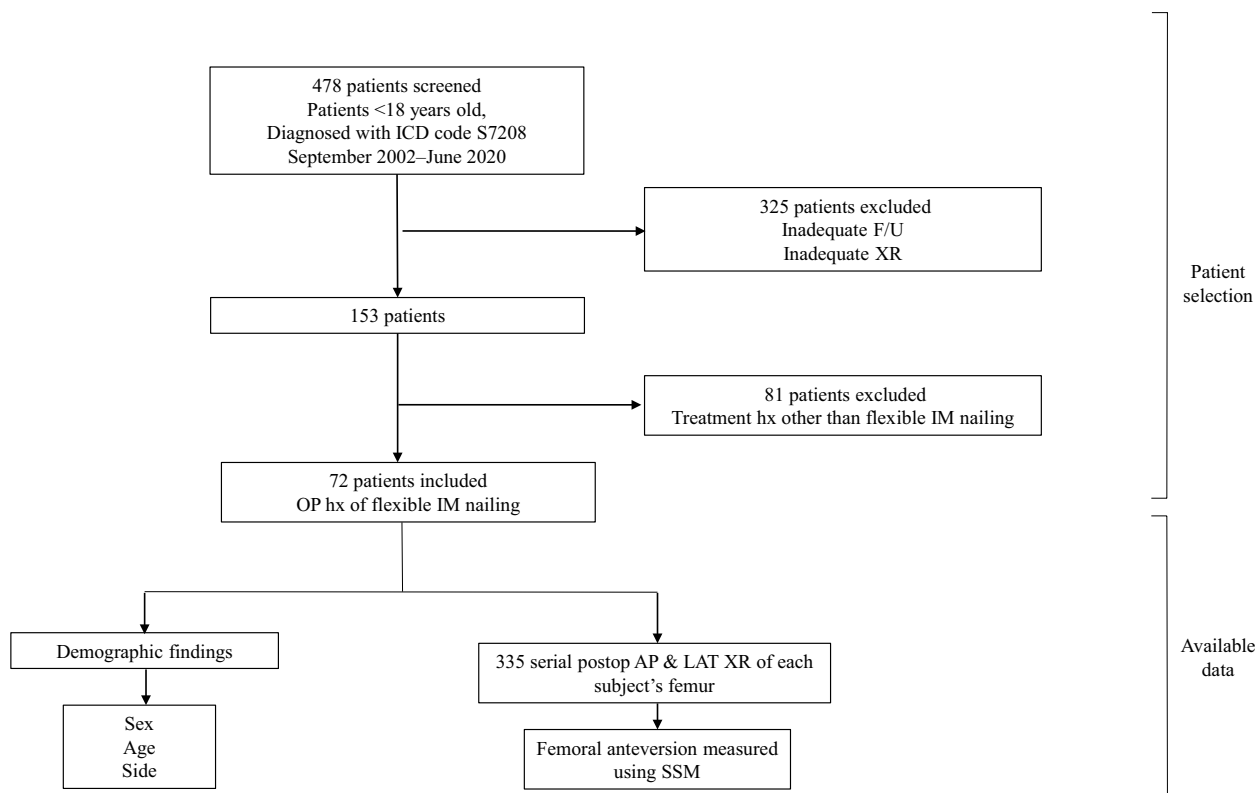 478 patients screened
Patients <18 years old,
Diagnosed with ICD code S7208
September 2002–June 2020
325 patients excluded
Inadequate F/U
Inadequate XR
Patient
selection
153 patients
81 patients excluded
Treatment hx other than flexible IM nailing
72 patients included
OP hx of flexible IM nailing
Demographic findings
335 serial postop AP & LAT XR of each
subject's femur
Available
data
Sex
Age
Side
Femoral anteversion measured
using SSM